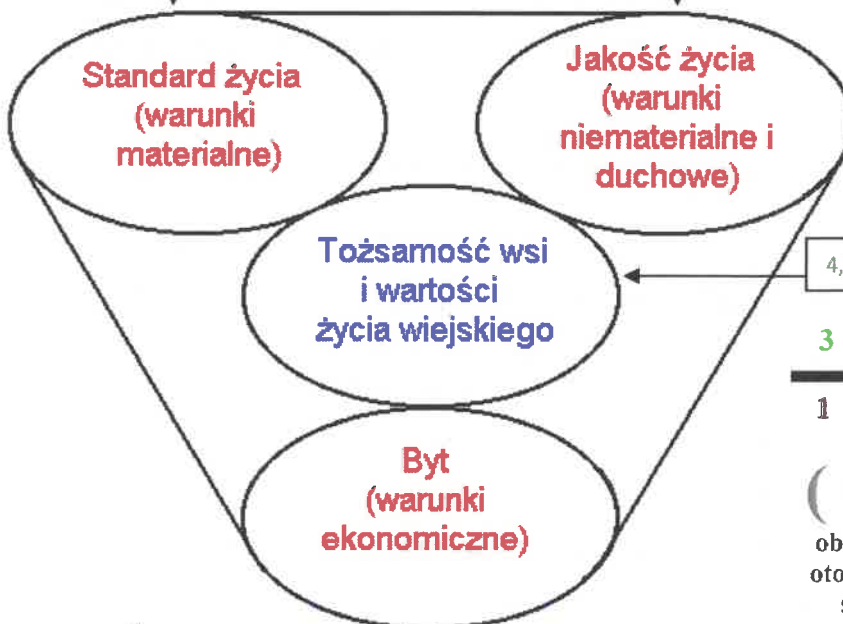 Standard życia
(warunki
materialne)
Jakość życia
(warunki
niematerialne i
duchowe)
Tożsamość wsi
i wartości
życia wiejskiego
4,
3
1
Byt
(warunki
ekonomiczne)
(